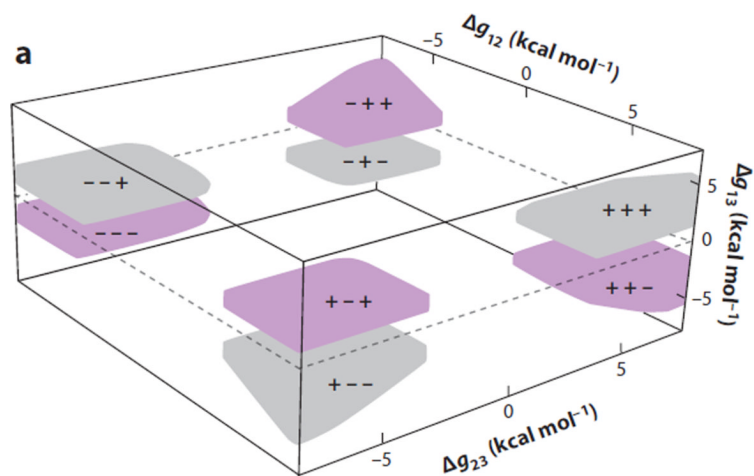 a
Δg₁₂ (kcal mol⁻¹)
−5
0
5
− + +
− + −
− − +
− − −
+ + +
+ + −
+ − +
+ − −
5
0
−5
Δg₁₃ (kcal mol⁻¹)
−5
0
5
Δg₂₃ (kcal mol⁻¹)